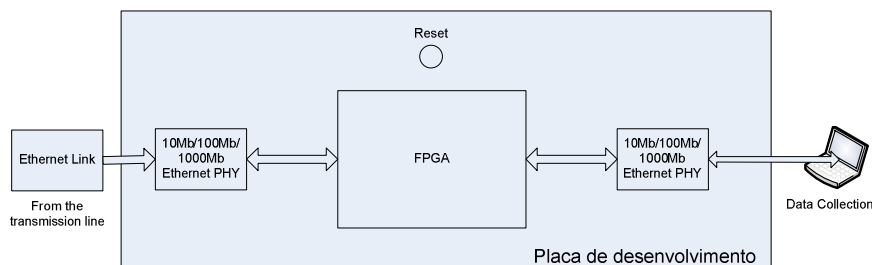 Reset
Ethernet Link
From the
transmission line
10Mb/100Mb/
1000Mb
Ethernet PHY
FPGA
10Mb/100Mb/
1000Mb
Ethernet PHY
Data Collection
Placa de desenvolvimento